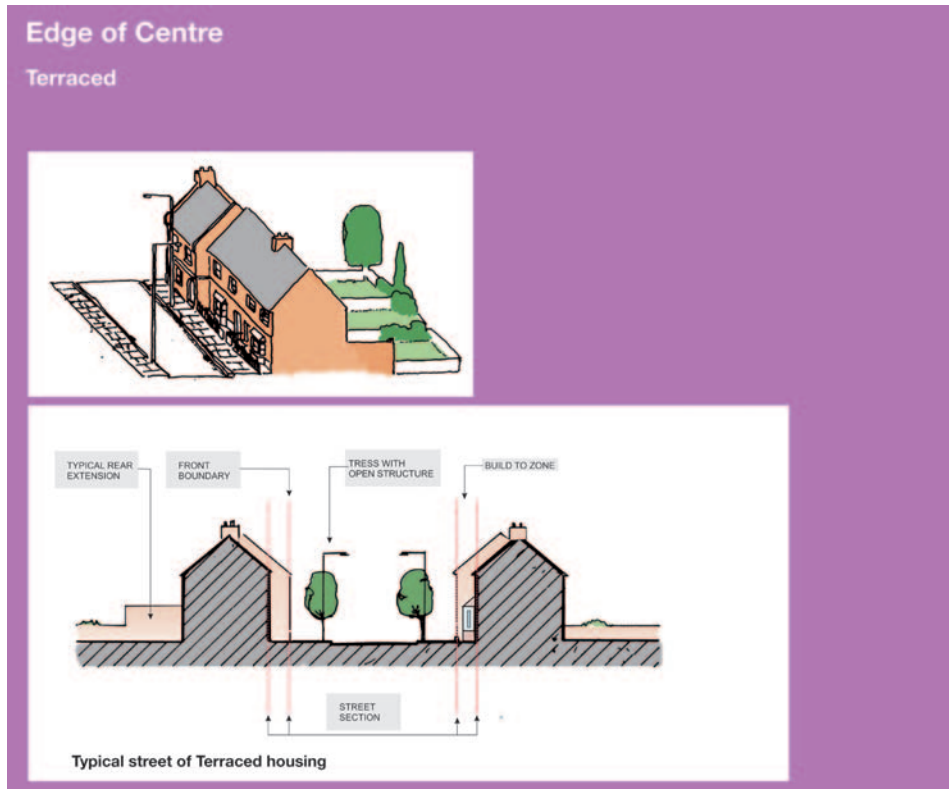 Edge of Centre
Terraced
TYPICAL REAR
EXTENSION
FRONT
BOUNDARY
TRESS WITH
OPEN STRUCTURE
BUILD TO ZONE
STREET
SECTION
Typical street of Terraced housing